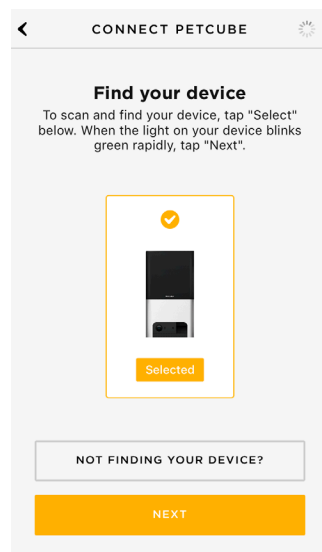 CONNECT PETCUBE
Find your device
To scan and find your device, tap "Select"
below. When the light on your device blinks
green rapidly, tap "Next".
Selected
NOT FINDING YOUR DEVICE?
NEXT